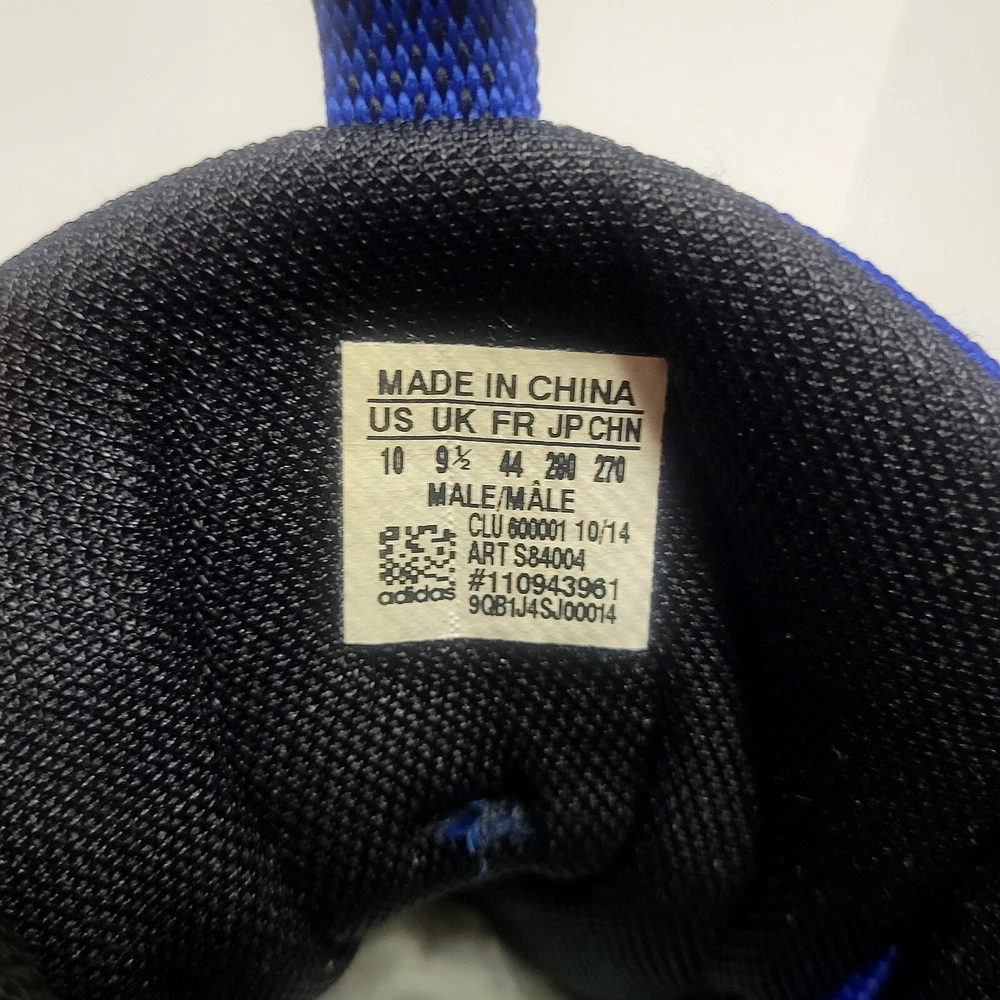 MADE IN CHINA
US UK FR JP CHN
10 9½ 44 280 270
MALE/MÂLE
CLU 600001 10/14
ART S84004
#110943961
9QB1J4SJ00014
adidas